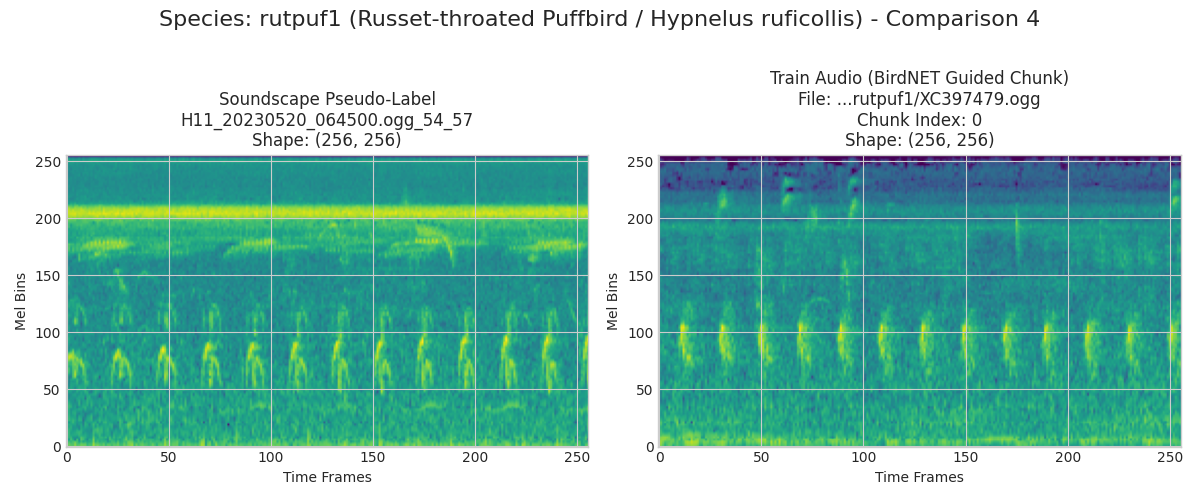 Species: rutpuf1 (Russet-throated Puffbird / Hypnelus ruficollis) - Comparison 4
Soundscape Pseudo-Label
H11_20230520_064500.ogg_54_57
Shape: (256, 256)
250
200
150
100
50
0
Mel Bins
0 50 100 150 200 250
Time Frames
Train Audio (BirdNET Guided Chunk)
File: ...rutpuf1/XC397479.ogg
Chunk Index: 0
Shape: (256, 256)
250
200
150
100
50
0
Mel Bins
0 50 100 150 200 250
Time Frames